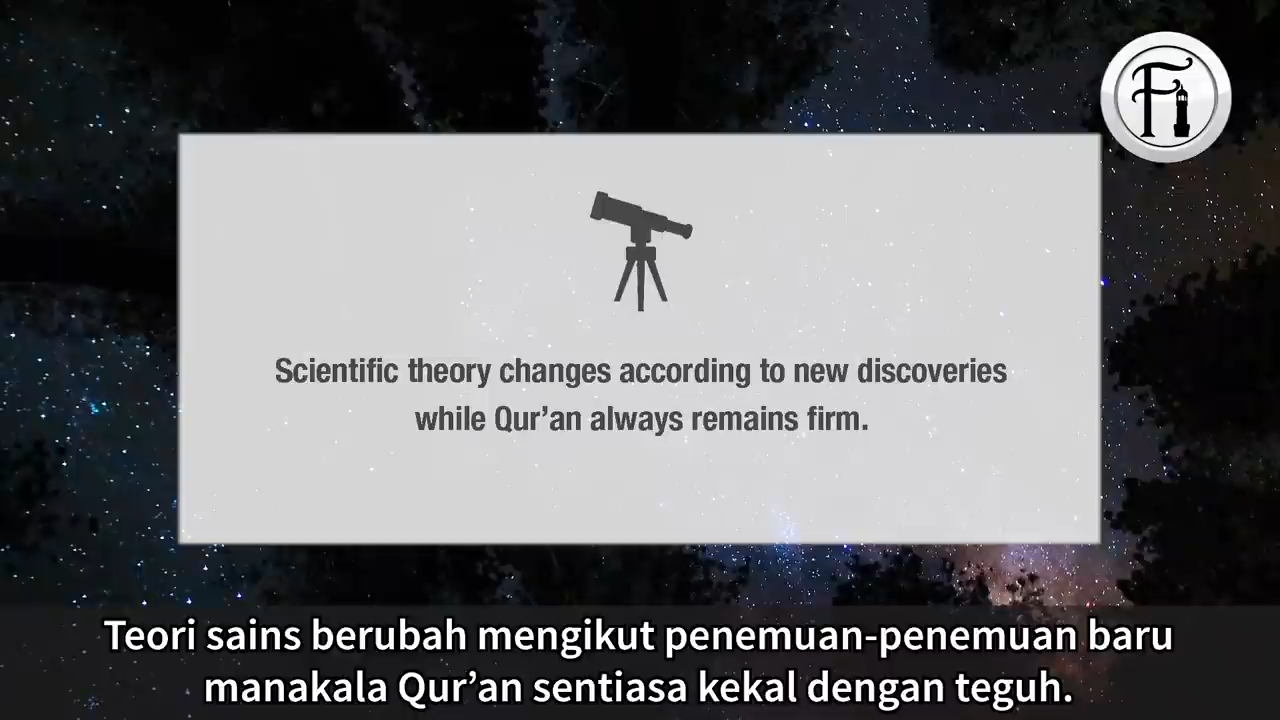 Fi
Scientific theory changes according to new discoveries
while Qur’an always remains firm.
Teori sains berubah mengikut penemuan-penemuan baru
manakala Qur’an sentiasa kekal dengan teguh.